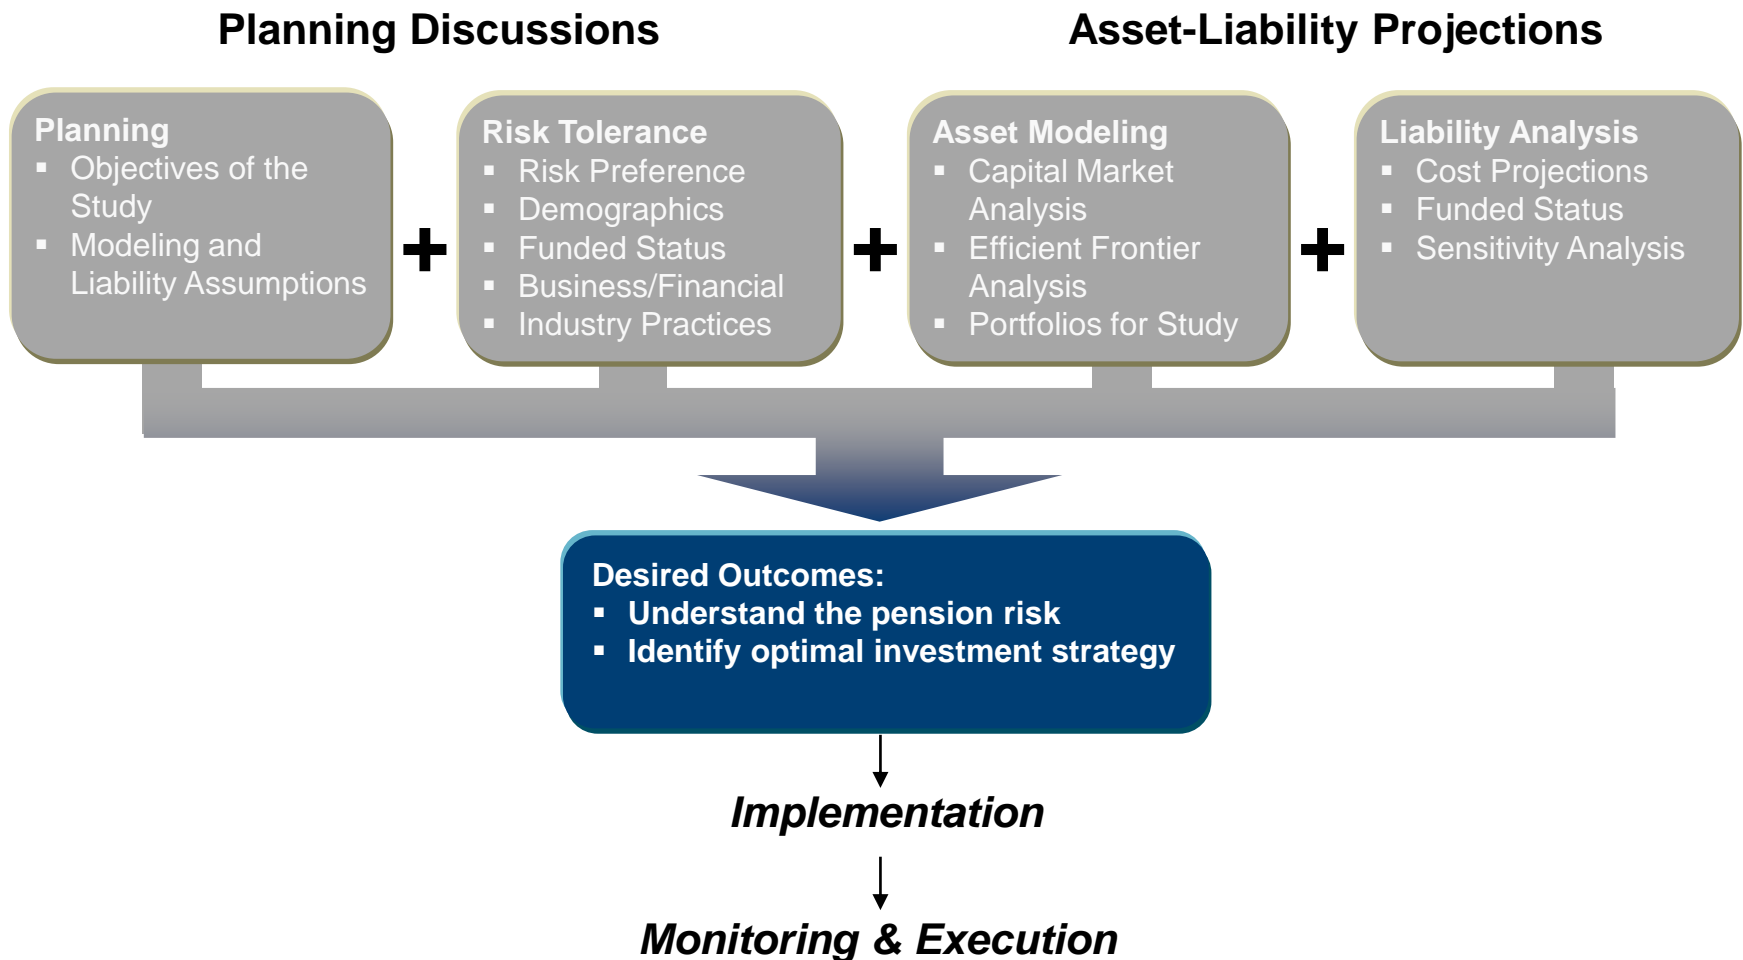 Planning Discussions
Asset-Liability Projections
Planning
▪ Objectives of the
Study
▪ Modeling and
Liability Assumptions
+
Risk Tolerance
▪ Risk Preference
▪ Demographics
▪ Funded Status
▪ Business/Financial
▪ Industry Practices
+
Asset Modeling
▪ Capital Market
Analysis
▪ Efficient Frontier
Analysis
▪ Portfolios for Study
+
Liability Analysis
▪ Cost Projections
▪ Funded Status
▪ Sensitivity Analysis
Desired Outcomes:
▪ Understand the pension risk
▪ Identify optimal investment strategy
Implementation
Monitoring & Execution